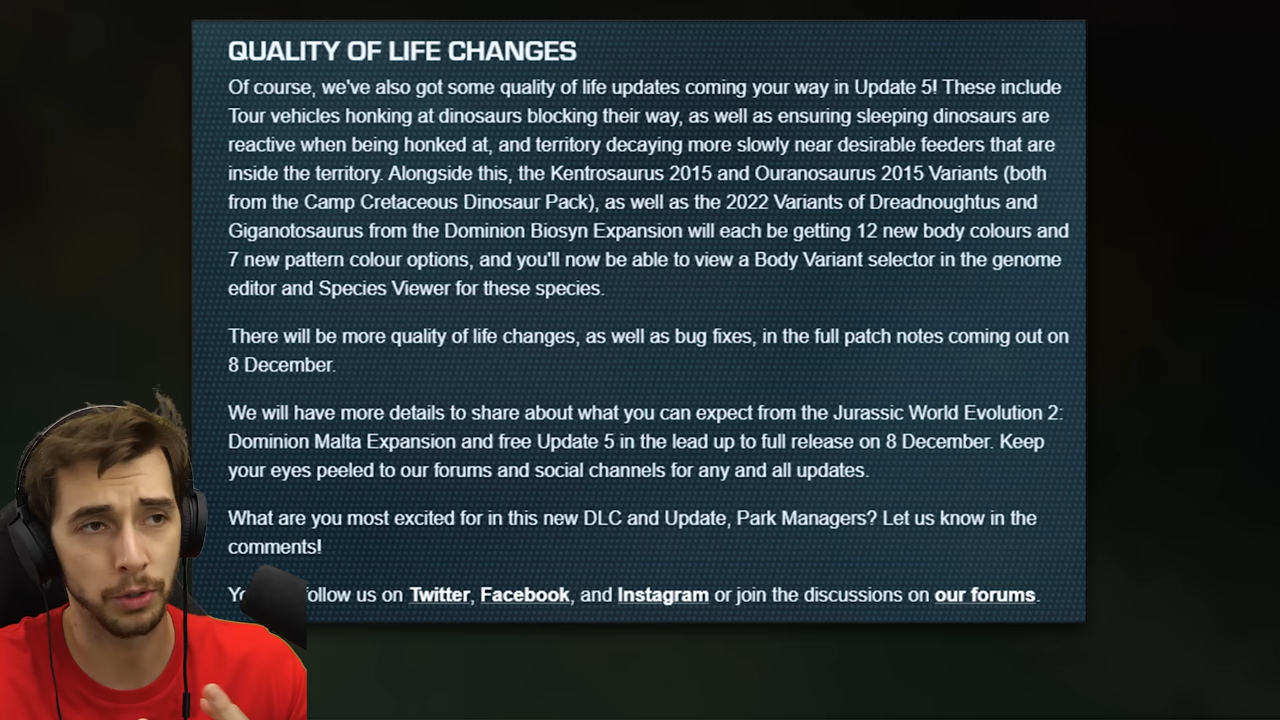 QUALITY OF LIFE CHANGES
Of course, we've also got some quality of life updates coming your way in Update 5! These include
Tour vehicles honking at dinosaurs blocking their way, as well as ensuring sleeping dinosaurs are
reactive when being honked at, and territory decaying more slowly near desirable feeders that are
inside the territory. Alongside this, the Kentrosaurus 2015 and Ouranosaurus 2015 Variants (both
from the Camp Cretaceous Dinosaur Pack), as well as the 2022 Variants of Dreadnoughtus and
Giganotosaurus from the Dominion Biosyn Expansion will each be getting 12 new body colours and
7 new pattern colour options, and you'll now be able to view a Body Variant selector in the genome
editor and Species Viewer for these species.
There will be more quality of life changes, as well as bug fixes, in the full patch notes coming out on
8 December.
We will have more details to share about what you can expect from the Jurassic World Evolution 2:
Dominion Malta Expansion and free Update 5 in the lead up to full release on 8 December. Keep
your eyes peeled to our forums and social channels for any and all updates.
What are you most excited for in this new DLC and Update, Park Managers? Let us know in the
comments!
follow us on Twitter, Facebook, and Instagram or join the discussions on our forums.